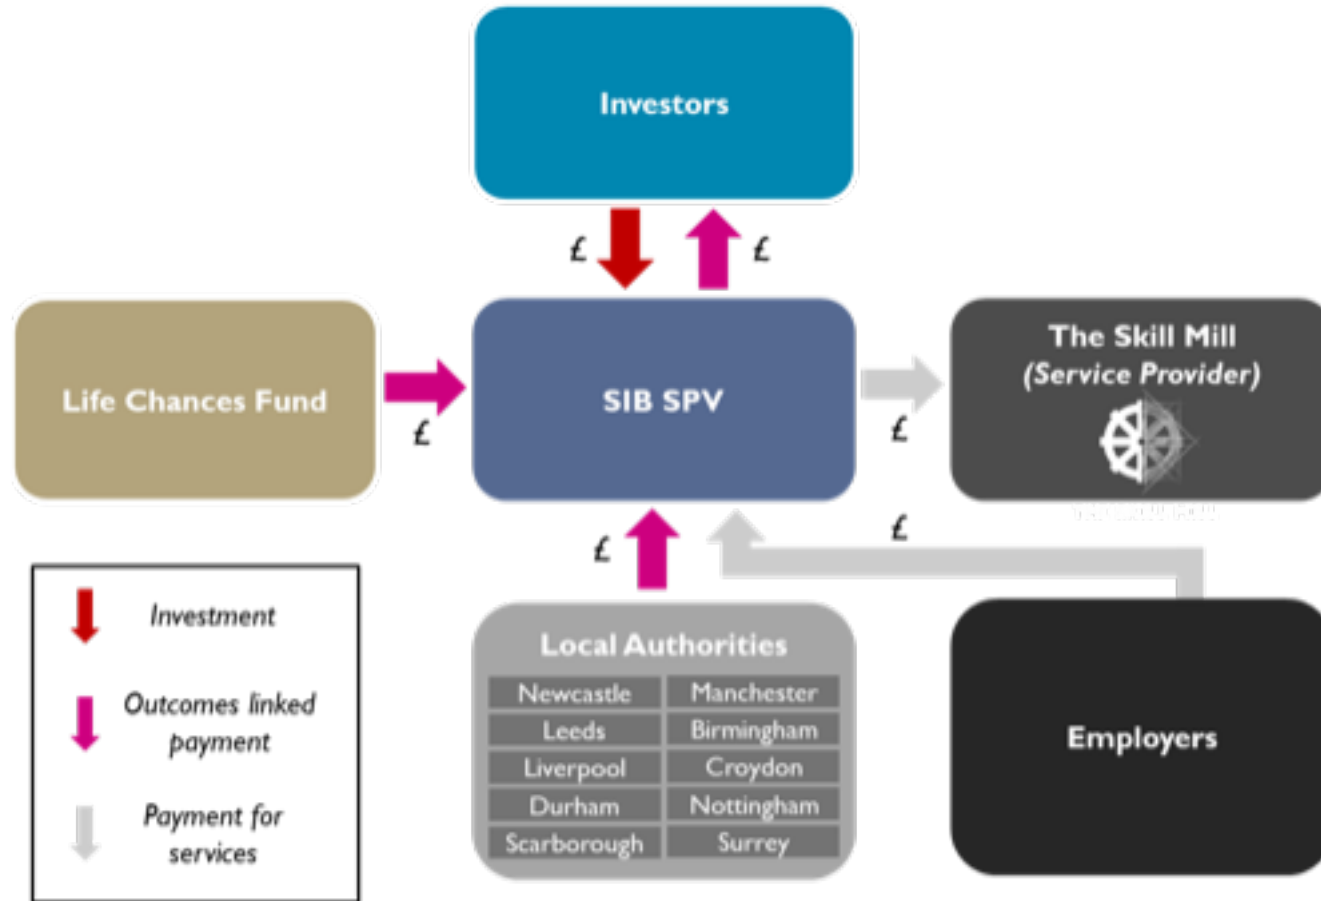 Investors
£
£
Life Chances Fund
£
SIB SPV
£
The Skill Mill
(Service Provider)
£
£
Investment
Outcomes linked
payment
Payment for
services
Local Authorities
Newcastle
Manchester
Leeds
Birmingham
Liverpool
Croydon
Durham
Nottingham
Scarborough
Surrey
Employers